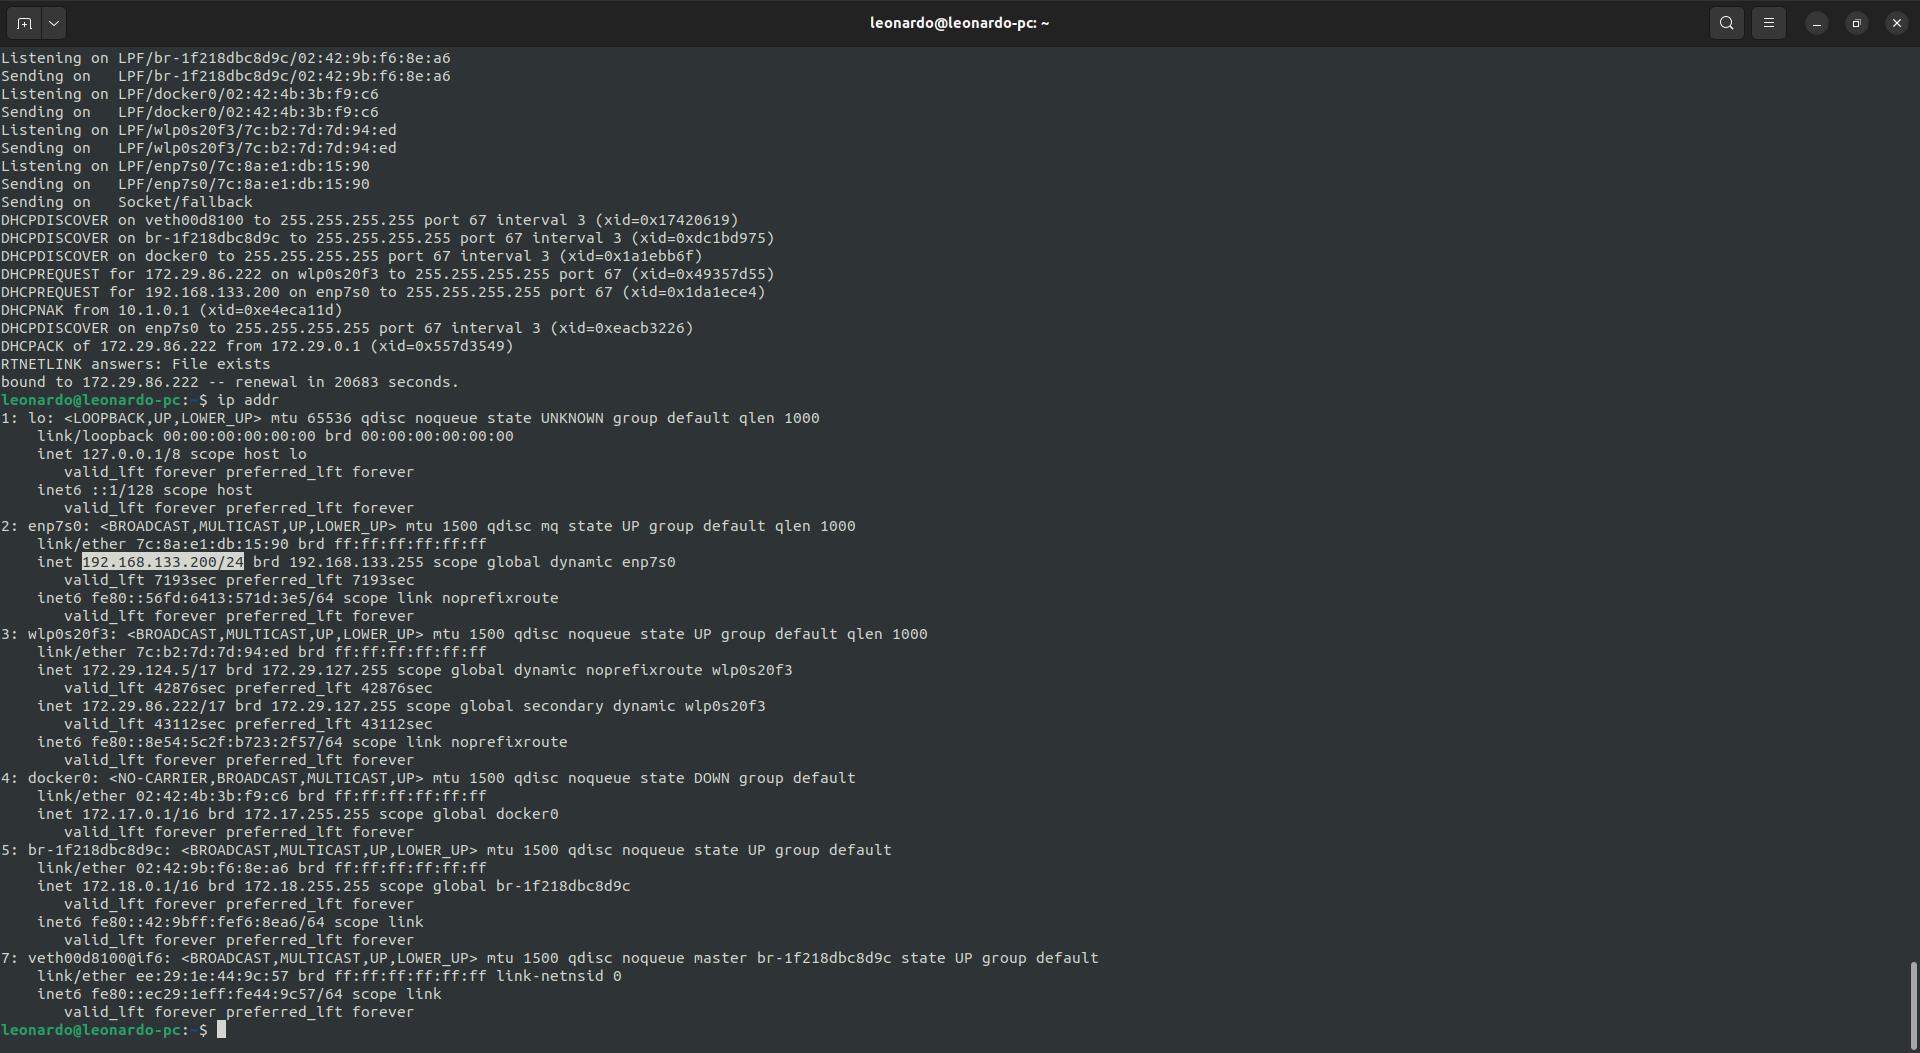 leonardo@leonardo-pc: ~
Listening on LPF/br-1f218dbc8d9c/02:42:9b:f6:8e:a6
Sending on   LPF/br-1f218dbc8d9c/02:42:9b:f6:8e:a6
Listening on LPF/docker0/02:42:4b:3b:f9:c6
Sending on   LPF/docker0/02:42:4b:3b:f9:c6
Listening on LPF/wlp0s20f3/7c:b2:7d:7d:94:ed
Sending on   LPF/wlp0s20f3/7c:b2:7d:7d:94:ed
Listening on LPF/enp7s0/7c:8a:e1:db:15:90
Sending on   LPF/enp7s0/7c:8a:e1:db:15:90
Sending on   Socket/fallback
DHCPDISCOVER on veth00d8100 to 255.255.255.255 port 67 interval 3 (xid=0x17420619)
DHCPDISCOVER on br-1f218dbc8d9c to 255.255.255.255 port 67 interval 3 (xid=0xdc1bd975)
DHCPDISCOVER on docker0 to 255.255.255.255 port 67 interval 3 (xid=0x1a1ebb6f)
DHCPREQUEST for 172.29.86.222 on wlp0s20f3 to 255.255.255.255 port 67 (xid=0x49357d55)
DHCPREQUEST for 192.168.133.200 on enp7s0 to 255.255.255.255 port 67 (xid=0x1da1ece4)
DHCPNAK from 10.1.0.1 (xid=0xe4eca11d)
DHCPDISCOVER on enp7s0 to 255.255.255.255 port 67 interval 3 (xid=0xeacb3226)
DHCPACK of 172.29.86.222 from 172.29.0.1 (xid=0x557d3549)
RTNETLINK answers: File exists
bound to 172.29.86.222 -- renewal in 20683 seconds.
leonardo@leonardo-pc:~$ ip addr
1: lo: <LOOPBACK,UP,LOWER_UP> mtu 65536 qdisc noqueue state UNKNOWN group default qlen 1000
    link/loopback 00:00:00:00:00:00 brd 00:00:00:00:00:00
    inet 127.0.0.1/8 scope host lo
       valid_lft forever preferred_lft forever
    inet6 ::1/128 scope host
       valid_lft forever preferred_lft forever
2: enp7s0: <BROADCAST,MULTICAST,UP,LOWER_UP> mtu 1500 qdisc mq state UP group default qlen 1000
    link/ether 7c:8a:e1:db:15:90 brd ff:ff:ff:ff:ff:ff
    inet 192.168.133.200/24 brd 192.168.133.255 scope global dynamic enp7s0
       valid_lft 7193sec preferred_lft 7193sec
    inet6 fe80::56fd:6413:571d:3e5/64 scope link noprefixroute
       valid_lft forever preferred_lft forever
3: wlp0s20f3: <BROADCAST,MULTICAST,UP,LOWER_UP> mtu 1500 qdisc noqueue state UP group default qlen 1000
    link/ether 7c:b2:7d:7d:94:ed brd ff:ff:ff:ff:ff:ff
    inet 172.29.124.5/17 brd 172.29.127.255 scope global dynamic noprefixroute wlp0s20f3
       valid_lft 42876sec preferred_lft 42876sec
    inet 172.29.86.222/17 brd 172.29.127.255 scope global secondary dynamic wlp0s20f3
       valid_lft 43112sec preferred_lft 43112sec
    inet6 fe80::8e54:5c2f:b723:2f57/64 scope link noprefixroute
       valid_lft forever preferred_lft forever
4: docker0: <NO-CARRIER,BROADCAST,MULTICAST,UP> mtu 1500 qdisc noqueue state DOWN group default
    link/ether 02:42:4b:3b:f9:c6 brd ff:ff:ff:ff:ff:ff
    inet 172.17.0.1/16 brd 172.17.255.255 scope global docker0
       valid_lft forever preferred_lft forever
5: br-1f218dbc8d9c: <BROADCAST,MULTICAST,UP,LOWER_UP> mtu 1500 qdisc noqueue state UP group default
    link/ether 02:42:9b:f6:8e:a6 brd ff:ff:ff:ff:ff:ff
    inet 172.18.0.1/16 brd 172.18.255.255 scope global br-1f218dbc8d9c
       valid_lft forever preferred_lft forever
    inet6 fe80::42:9bff:fef6:8ea6/64 scope link
       valid_lft forever preferred_lft forever
7: veth00d8100@if6: <BROADCAST,MULTICAST,UP,LOWER_UP> mtu 1500 qdisc noqueue master br-1f218dbc8d9c state UP group default
    link/ether ee:29:1e:44:9c:57 brd ff:ff:ff:ff:ff:ff link-netnsid 0
    inet6 fe80::ec29:1eff:fe44:9c57/64 scope link
       valid_lft forever preferred_lft forever
leonardo@leonardo-pc:~$